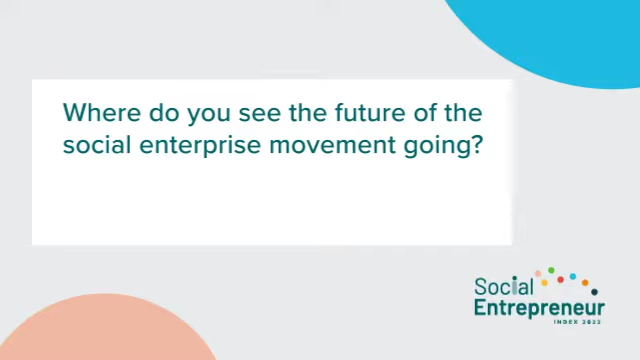 Where do you see the future of the
social enterprise movement going?
Social
Entrepreneur
INDEX 2022